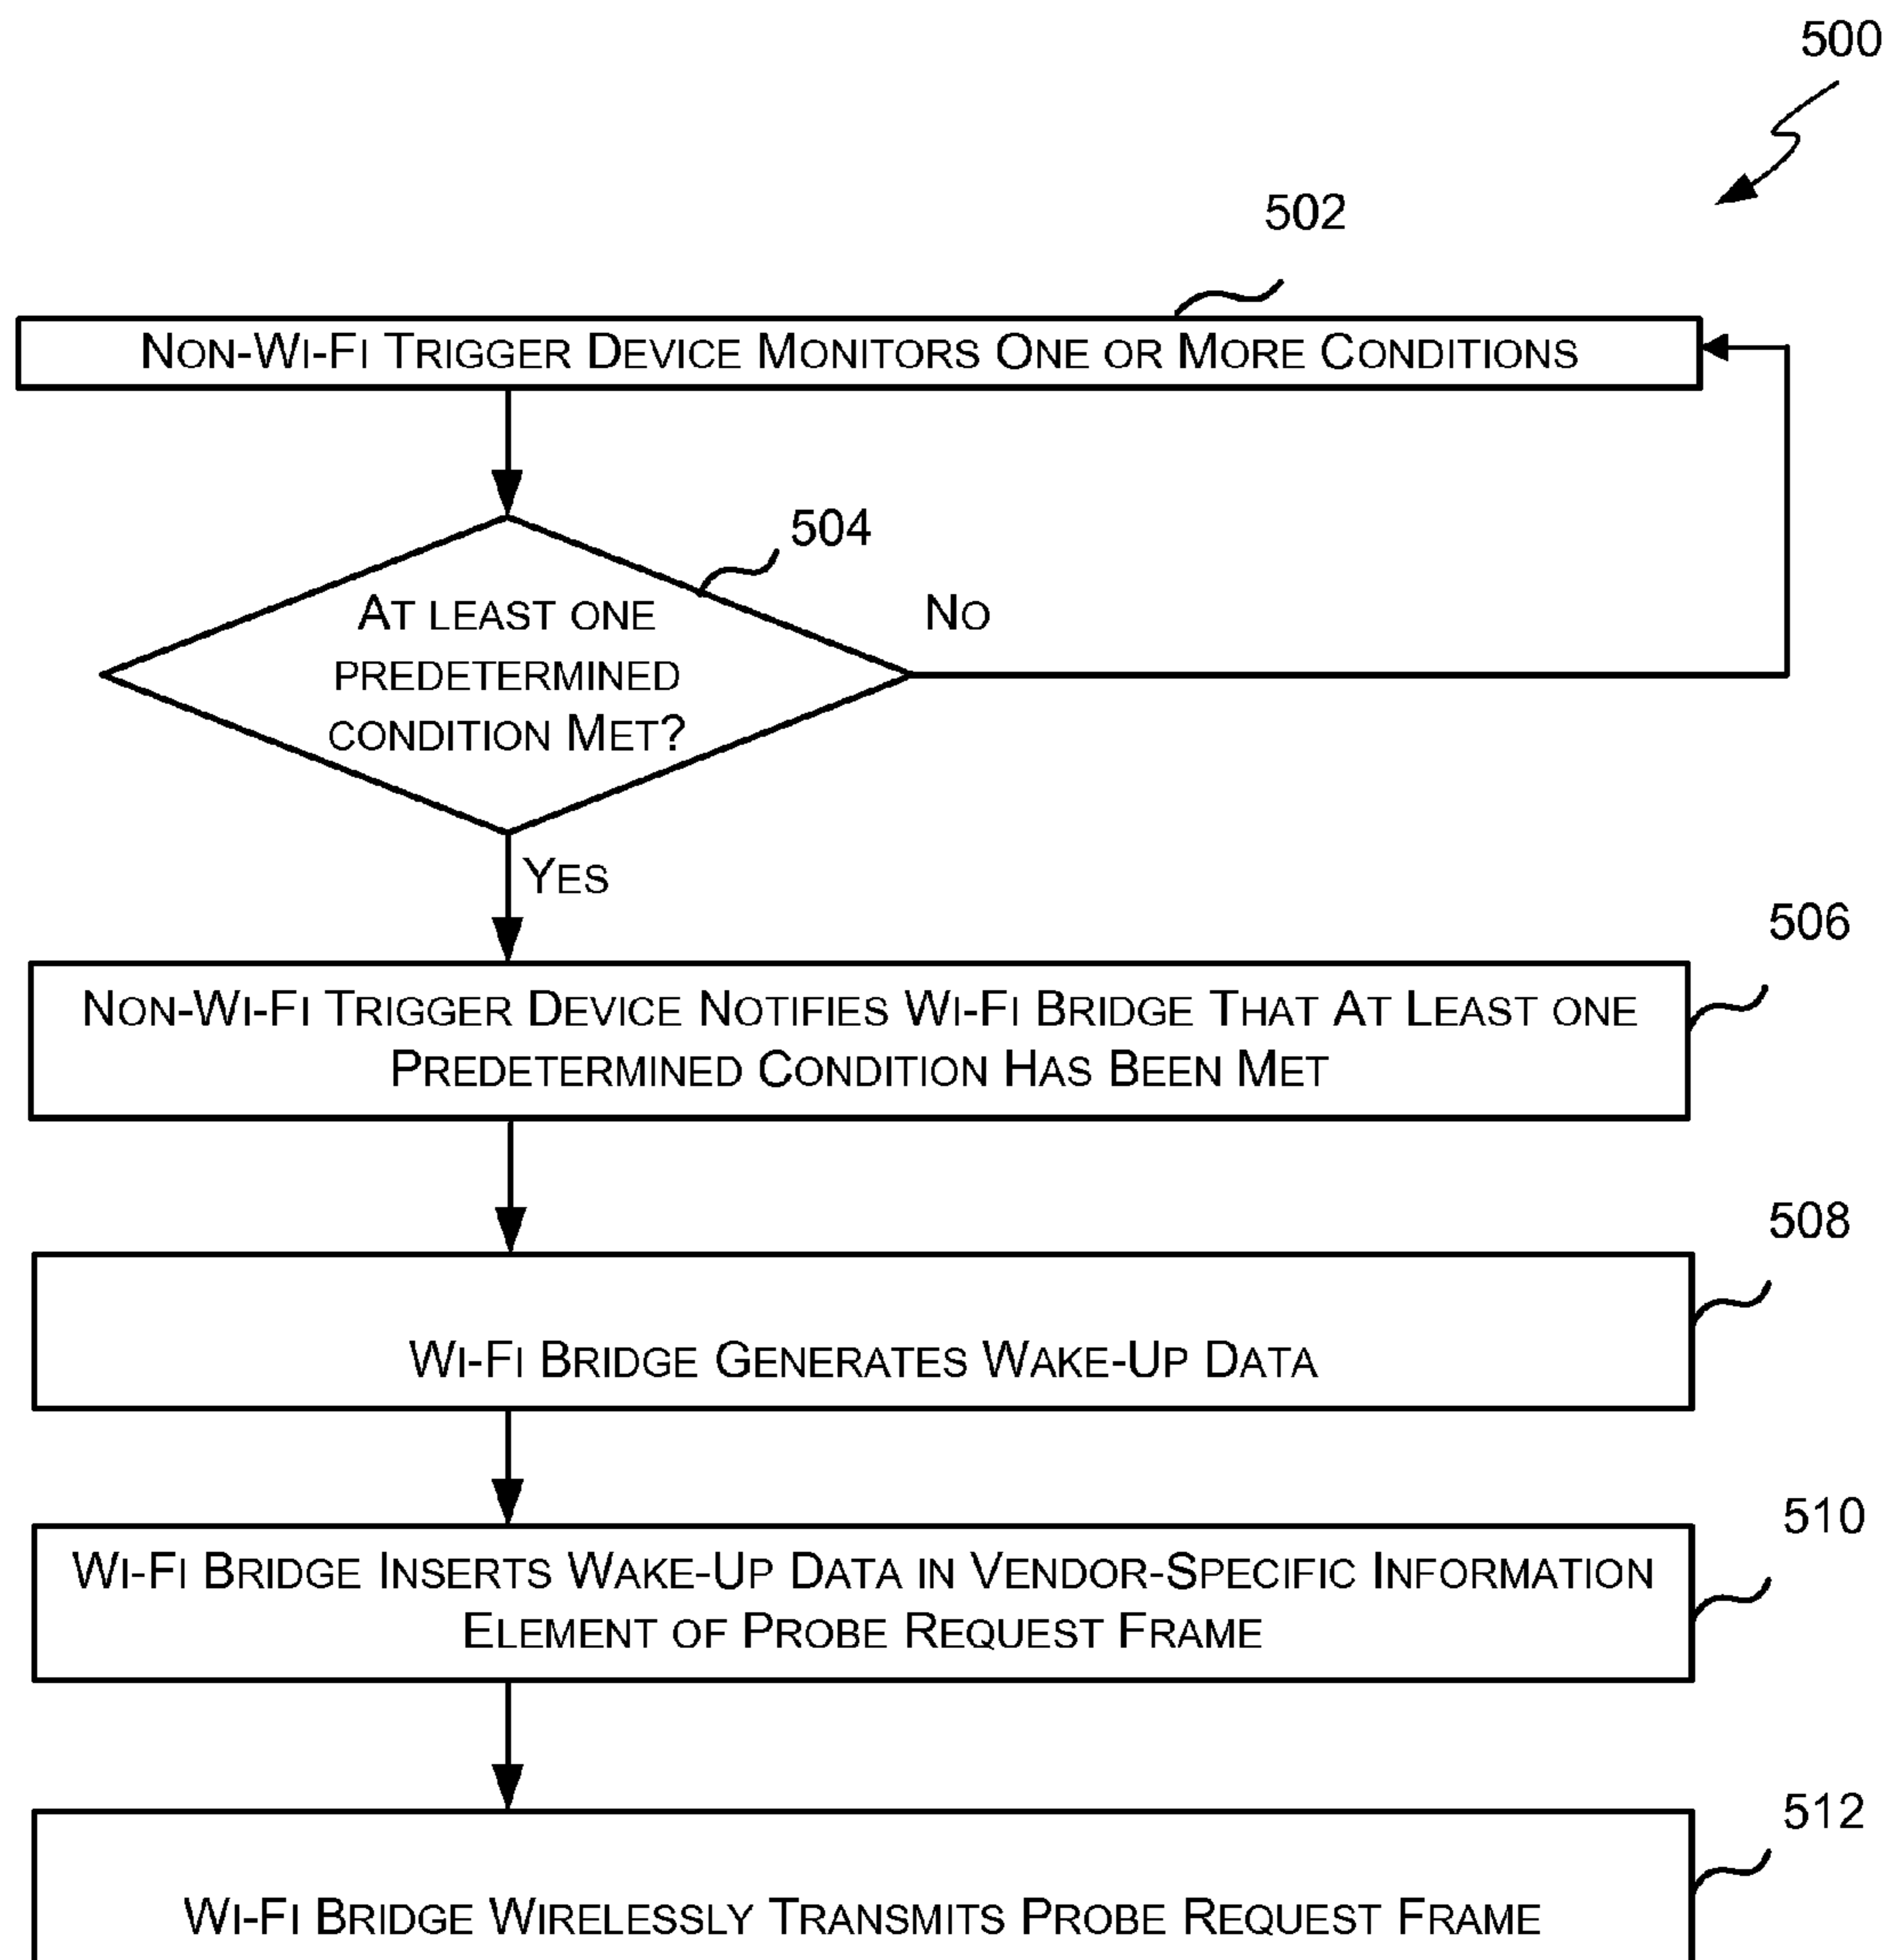 500
502
Non-Wi-Fi Trigger Device Monitors One or More Conditions
504
At least one
predetermined
condition Met?
No
Yes
506
Non-Wi-Fi Trigger Device Notifies Wi-Fi Bridge That At Least one
Predetermined Condition Has Been Met
508
Wi-Fi Bridge Generates Wake-Up Data
510
Wi-Fi Bridge Inserts Wake-Up Data in Vendor-Specific Information
Element of Probe Request Frame
512
Wi-Fi Bridge Wirelessly Transmits Probe Request Frame